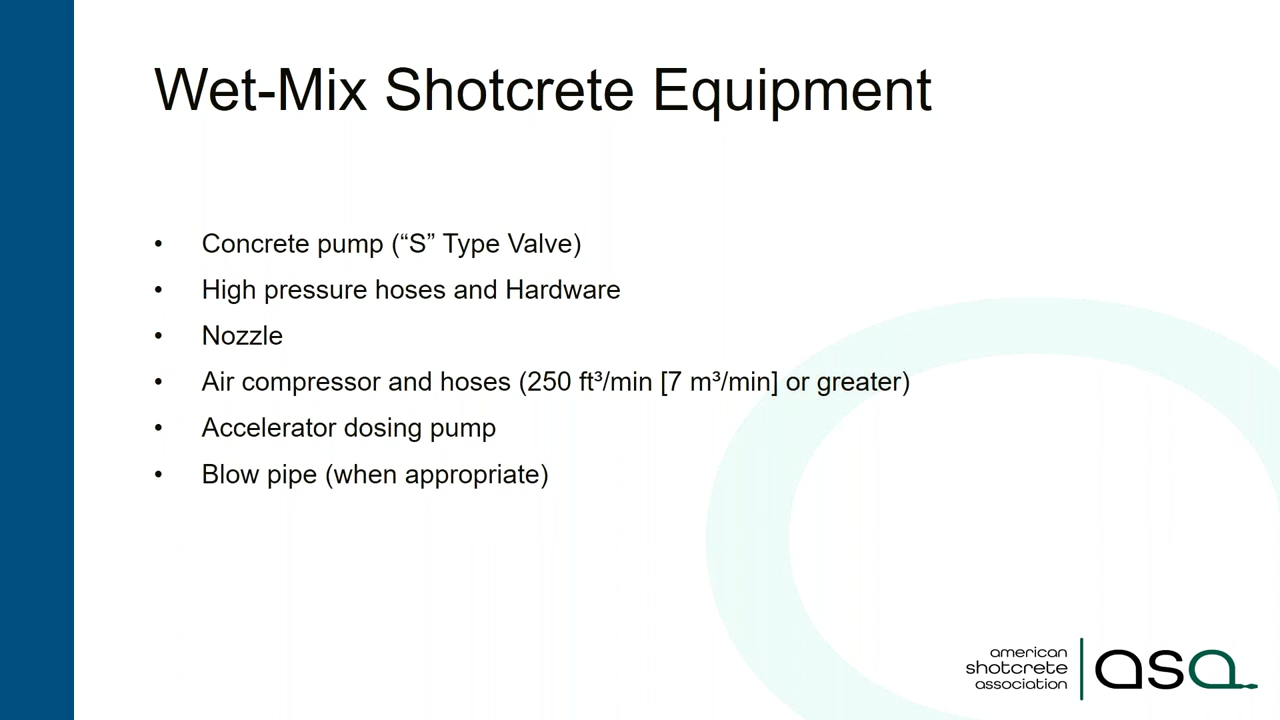 Wet-Mix Shotcrete Equipment
• Concrete pump (“S” Type Valve)
• High pressure hoses and Hardware
• Nozzle
• Air compressor and hoses (250 ft³/min [7 m³/min] or greater)
• Accelerator dosing pump
• Blow pipe (when appropriate)
american
shotcrete
association
asa